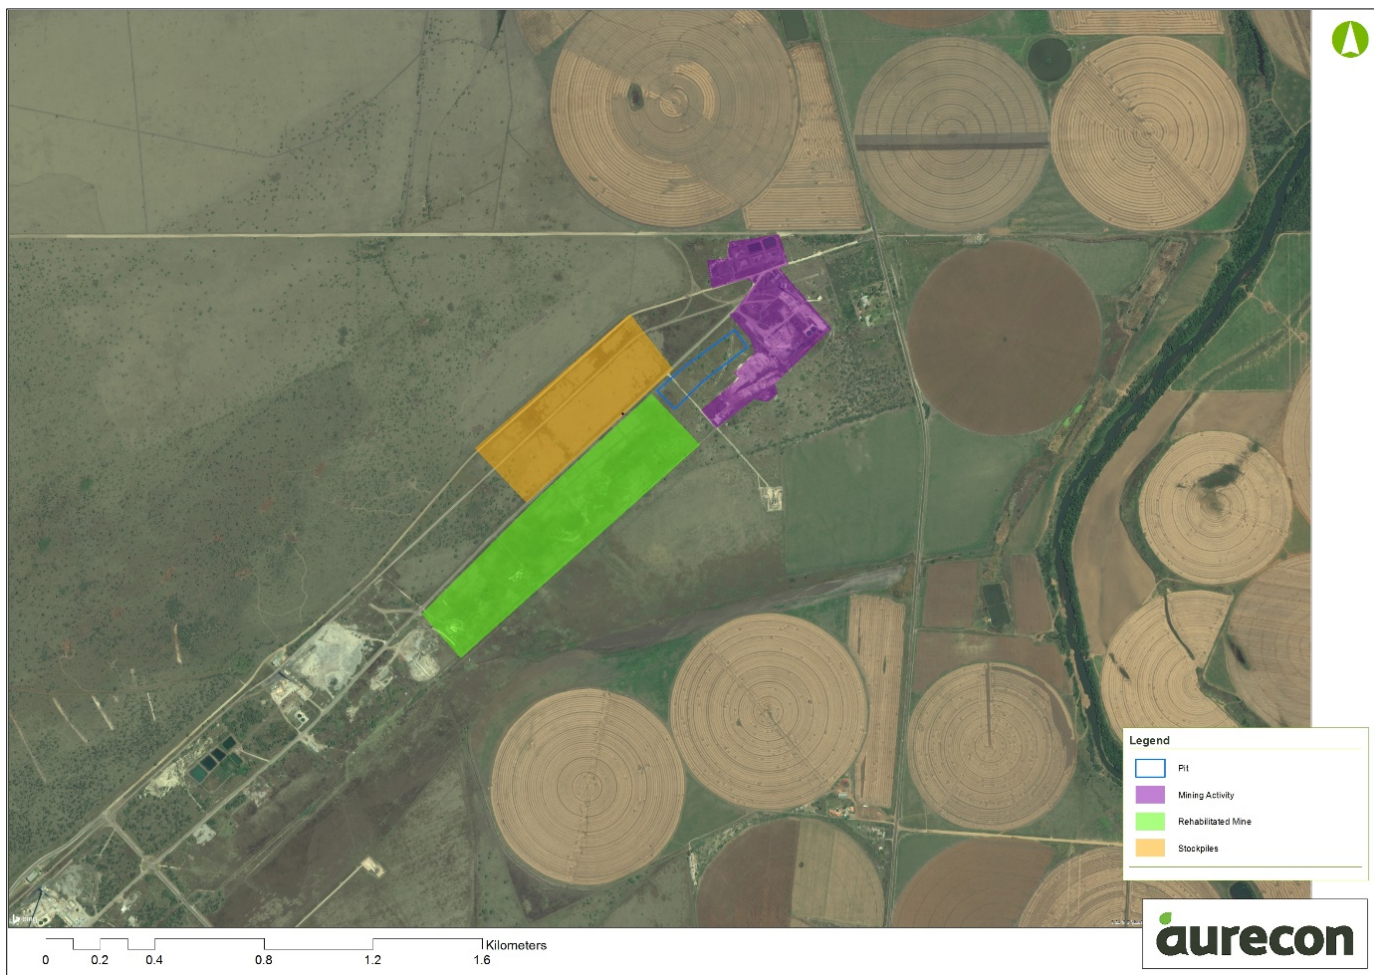 Legend
Pit
Mining Activity
Rehabilitated Mine
Stockpiles
bing
Kilometers
0 0.2 0.4 0.8 1.2 1.6
aurecon